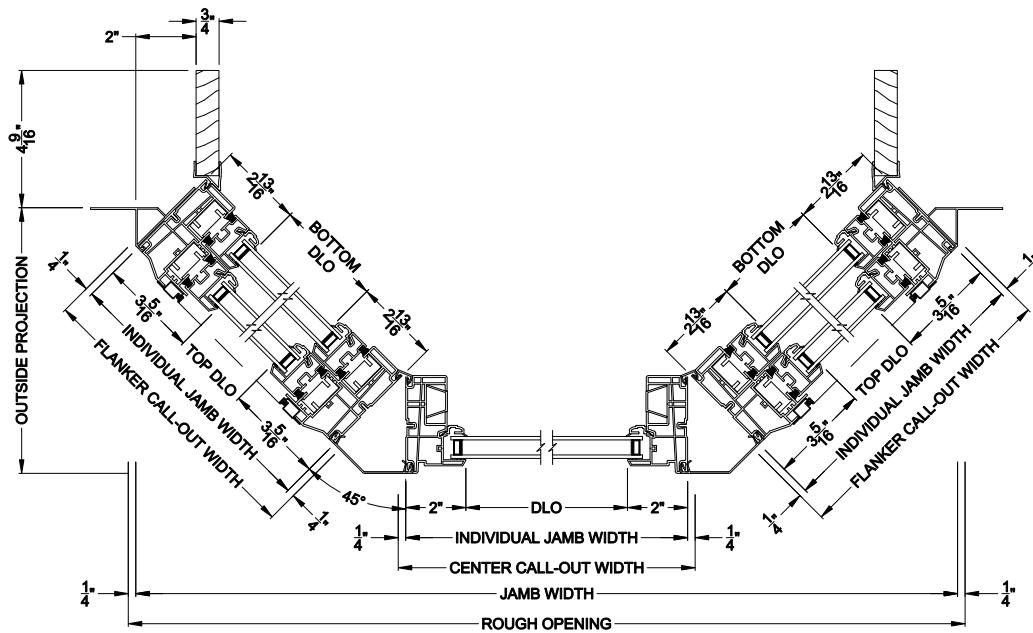 3/4"
2"
4 9/16"
OUTSIDE PROJECTION
2 13/16"
BOTTOM
DLO
2 13/16"
1/4"
3 5/16"
TOP DLO
3 5/16"
INDIVIDUAL JAMB WIDTH
FLANKER CALL-OUT WIDTH
1/4"
45°
2 13/16"
BOTTOM
DLO
2 13/16"
1
3 5/16"
TOP DLO
3 5/16"
INDIVIDUAL JAMB WIDTH
FLANKER CALL-OUT WIDTH
1/4"
2"
DLO
2"
1/4"
INDIVIDUAL JAMB WIDTH
1/4"
CENTER CALL-OUT WIDTH
1/4"
JAMB WIDTH
1/4"
ROUGH OPENING